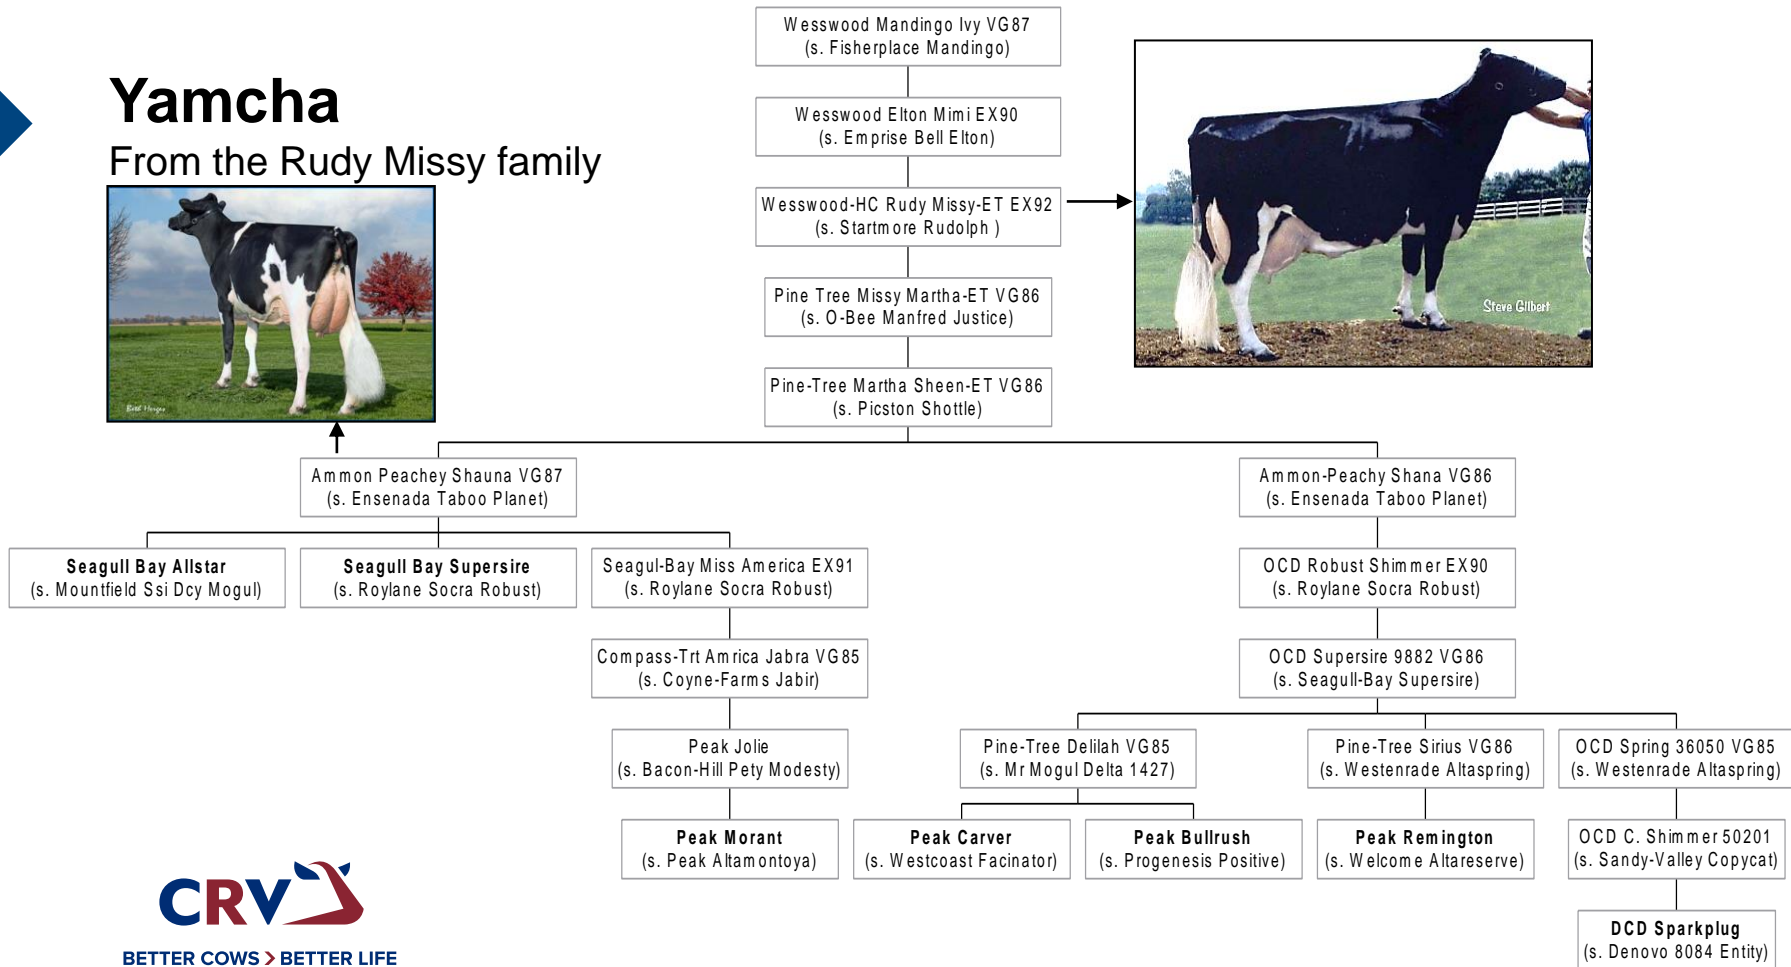 Yamcha
From the Rudy Missy family
Wesswood Mandingo Ivy VG87
(s. Fisherplace Mandingo)
Wesswood Elton Mimi EX90
(s. Emprise Bell Elton)
Wesswood-HC Rudy Missy-ET EX92
(s. Startmore Rudolph )
Steve Gilbert
Pine Tree Missy Martha-ET VG86
(s. O-Bee Manfred Justice)
Pine-Tree Martha Sheen-ET VG86
(s. Picston Shottle)
Beth Herges
Ammon Peachey Shauna VG87
(s. Ensenada Taboo Planet)
Ammon-Peachy Shana VG86
(s. Ensenada Taboo Planet)
Seagull Bay Allstar
(s. Mountfield Ssi Dcy Mogul)
Seagull Bay Supersire
(s. Roylane Socra Robust)
Seagul-Bay Miss America EX91
(s. Roylane Socra Robust)
OCD Robust Shimmer EX90
(s. Roylane Socra Robust)
Compass-Trt Amrica Jabra VG85
(s. Coyne-Farms Jabir)
OCD Supersire 9882 VG86
(s. Seagull-Bay Supersire)
Peak Jolie
(s. Bacon-Hill Pety Modesty)
Pine-Tree Delilah VG85
(s. Mr Mogul Delta 1427)
Pine-Tree Sirius VG86
(s. Westenrade Altaspring)
OCD Spring 36050 VG85
(s. Westenrade Altaspring)
Peak Morant
(s. Peak Altamontoya)
Peak Carver
(s. Westcoast Facinator)
Peak Bullrush
(s. Progenesis Positive)
Peak Remington
(s. Welcome Altareserve)
OCD C. Shimmer 50201
(s. Sandy-Valley Copycat)
DCD Sparkplug
(s. Denovo 8084 Entity)
CRV
BETTER COWS > BETTER LIFE